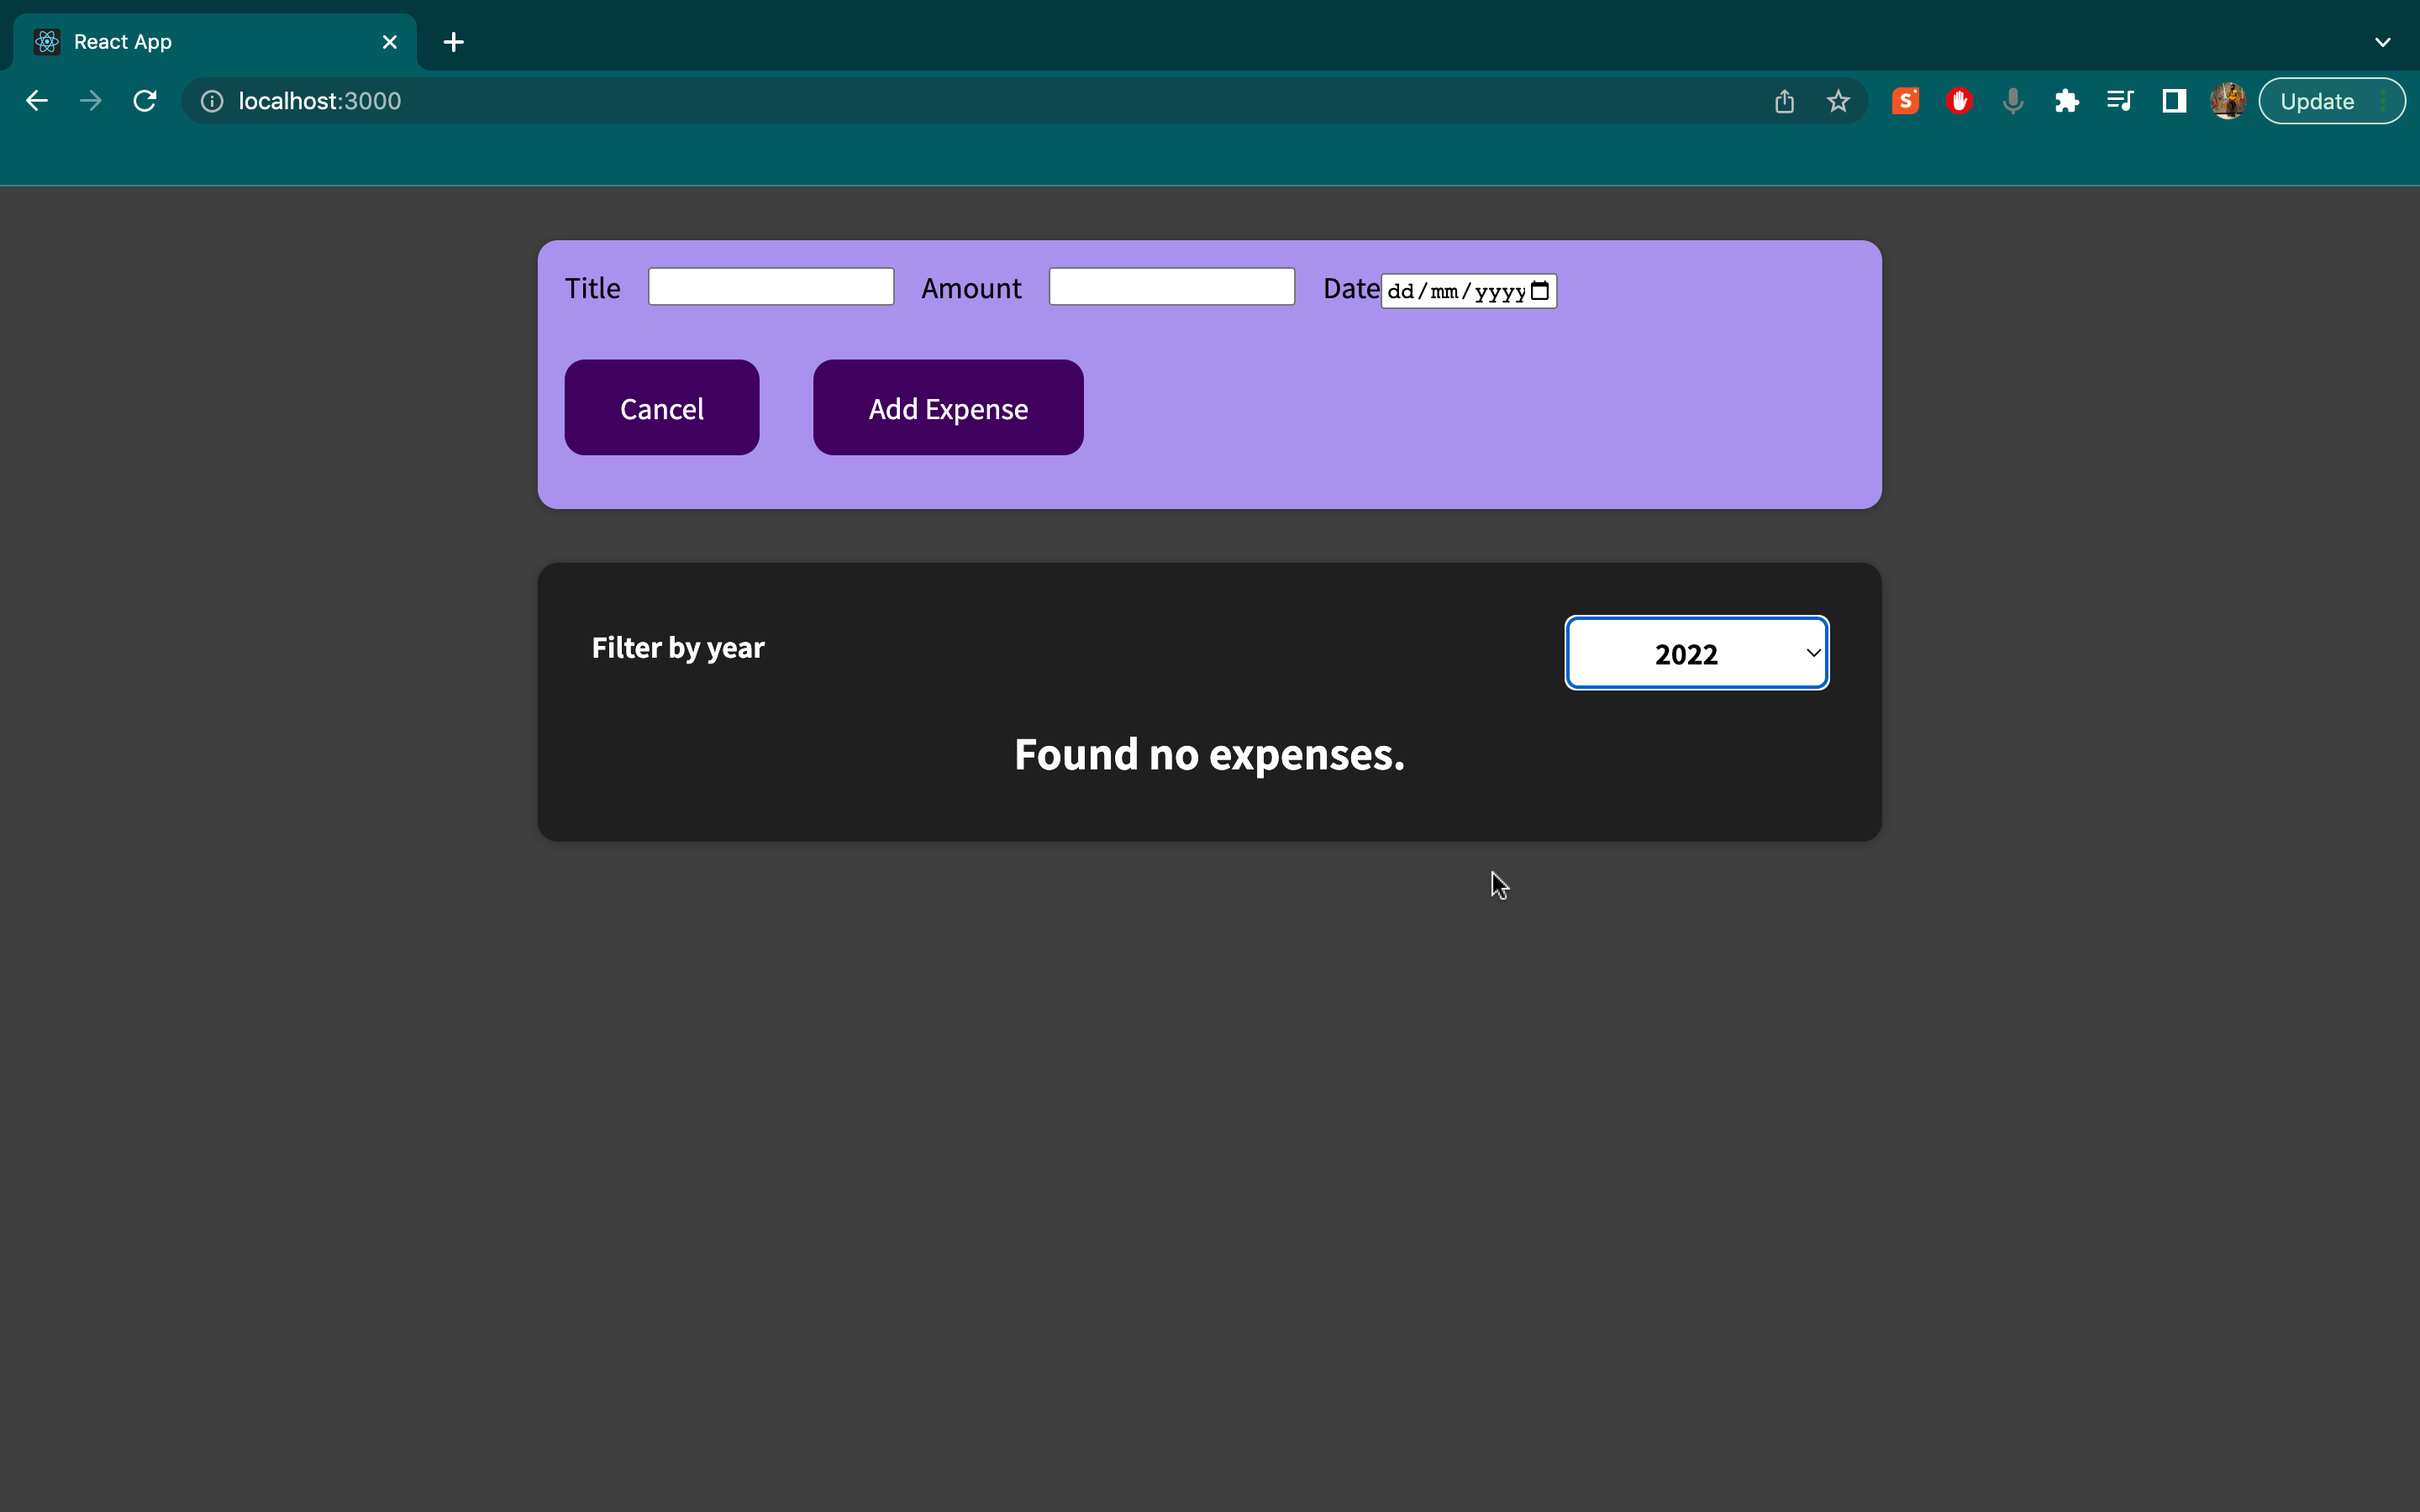 React App
localhost:3000
Update
Title Amount Date dd/mm/yyyy
Cancel Add Expense
Filter by year 2022
Found no expenses.